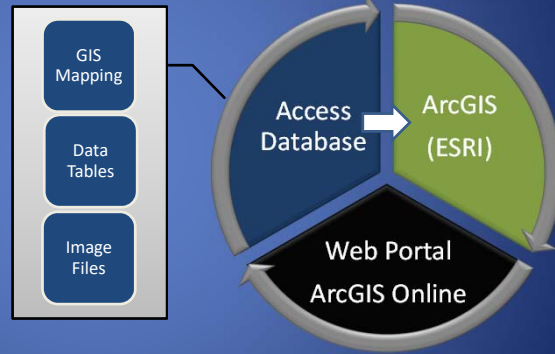 GIS
Mapping
Data
Tables
Image
Files
Access
Database
ArcGIS
(ESRI)
Web Portal
ArcGIS Online